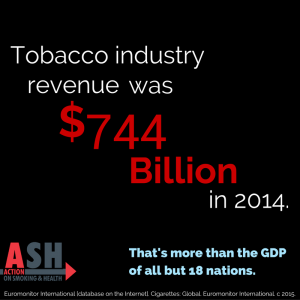 Tobacco industry
revenue was
$744
Billion
in 2014.
ASH
ACTION
ON SMOKING & HEALTH
That's more than the GDP
of all but 18 nations.
Euromonitor International [database on the Internet]. Cigarettes: Global. Euromonitor International. c 2015